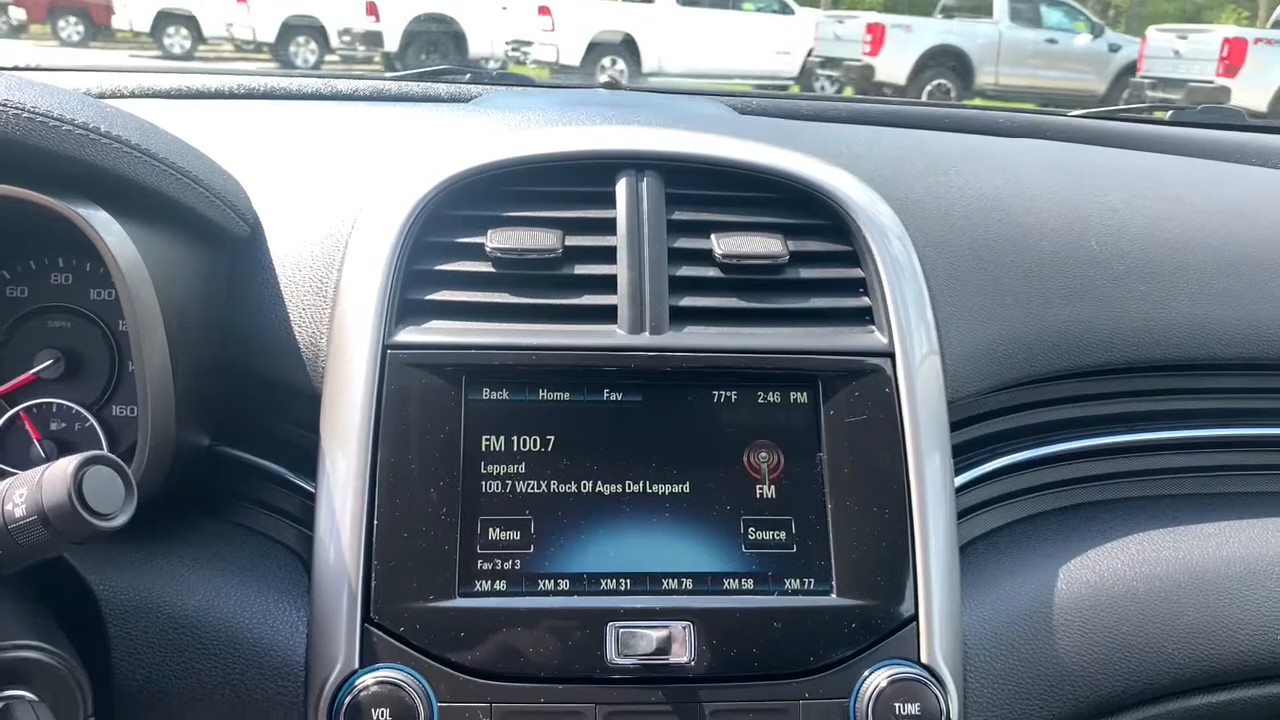 60 80 100
MPH
160
F
INT
Back Home Fav 77°F 2:46 PM
FM 100.7
Leppard
100.7 WZLX Rock Of Ages Def Leppard
FM
Menu Source
Fav 3 of 3
XM 46 XM 30 XM 31 XM 76 XM 58 XM 77
VOL TUNE